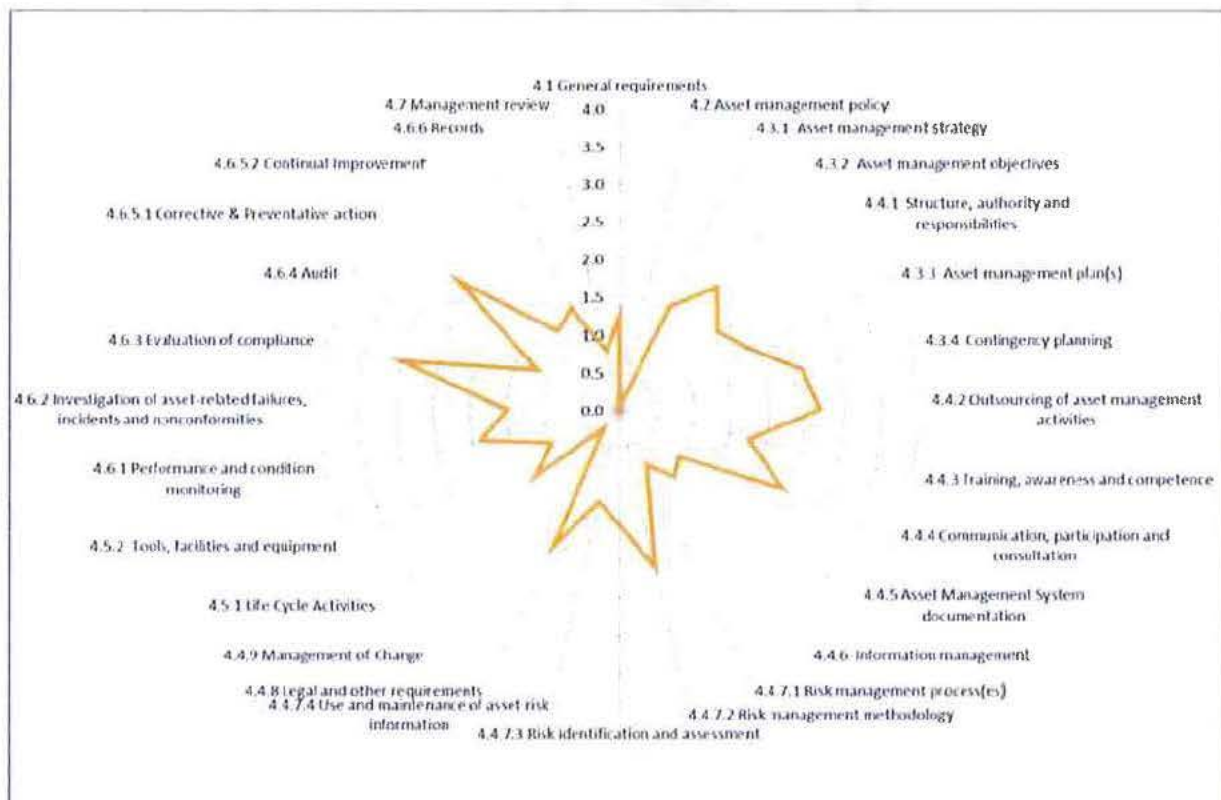 4.1 General requirements
4.7 Management review
4.0
4.2 Asset management policy
4.6.6 Records
4.3.1 Asset management strategy
3.5
4.6.5.2 Continual Improvement
4.3.2 Asset management objectives
3.0
4.6.5.1 Corrective & Preventative action
4.4.1 Structure, authority and
responsibilities
2.5
4.6.4 Audit
2.0
4.3.3 Asset management plan(s)
1.5
4.6.3 Evaluation of compliance
1.0
4.3.4 Contingency planning
0.5
4.6.2 Investigation of asset-related failures,
incidents and nonconformities
0.0
4.4.2 Outsourcing of asset management
activities
4.6.1 Performance and condition
monitoring
4.4.3 Training, awareness and competence
4.5.2 Tools, facilities and equipment
4.4.4 Communication, participation and
consultation
4.5.1 Life Cycle Activities
4.4.5 Asset Management System
documentation
4.4.9 Management of Change
4.4.6 Information management
4.4.8 Legal and other requirements
4.4.7.1 Risk management process(es)
4.4.7.4 Use and maintenance of asset risk
information
4.4.7.2 Risk management methodology
4.4.7.3 Risk identification and assessment